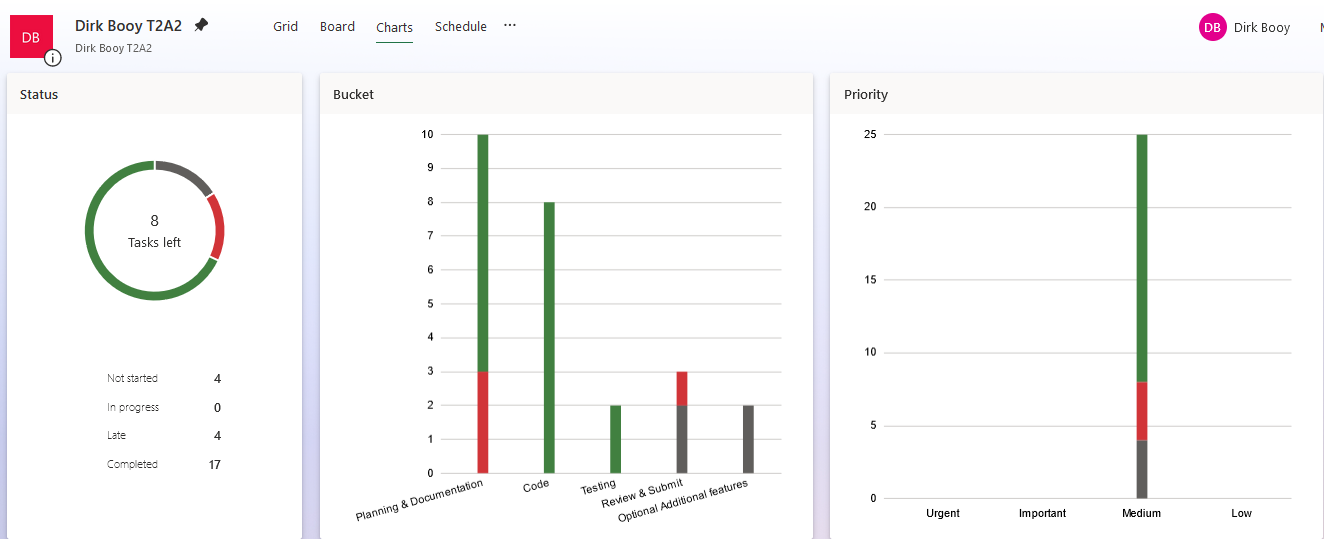 DB
Dirk Booy T2A2
Dirk Booy T2A2
Grid Board Charts Schedule ...
DB Dirk Booy
Status
8
Tasks left
Not started 4
In progress 0
Late 4
Completed 17
Bucket
10
9
8
7
6
5
4
3
2
1
0
Planning & Documentation
Code
Testing
Review & Submit
Optional Additional features
Priority
25
20
15
10
5
0
Urgent Important Medium Low